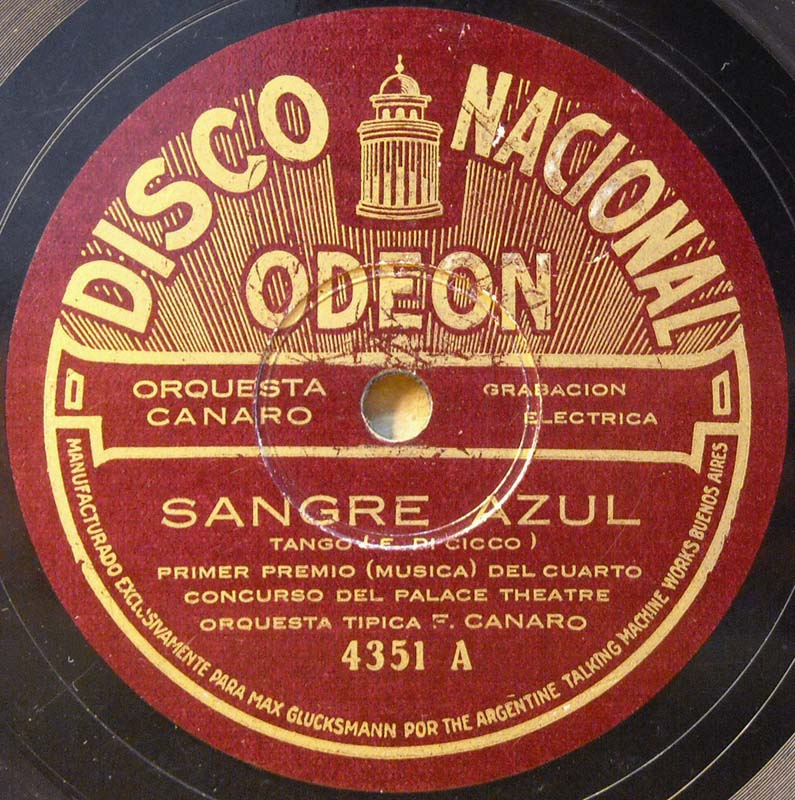 DISCO NACIONAL
ODEON
ORQUESTA
CANARO
GRABACION
ELECTRICA
SANGRE AZUL
TANGO ( E. DI CICCO )
PRIMER PREMIO (MUSICA) DEL CUARTO
CONCURSO DEL PALACE THEATRE
ORQUESTA TIPICA F. CANARO
4351 A
MANUFACTURADO EXCLUSIVAMENTE PARA MAX GLUCKSMANN POR THE ARGENTINE TALKING MACHINE WORKS BUENOS AIRES